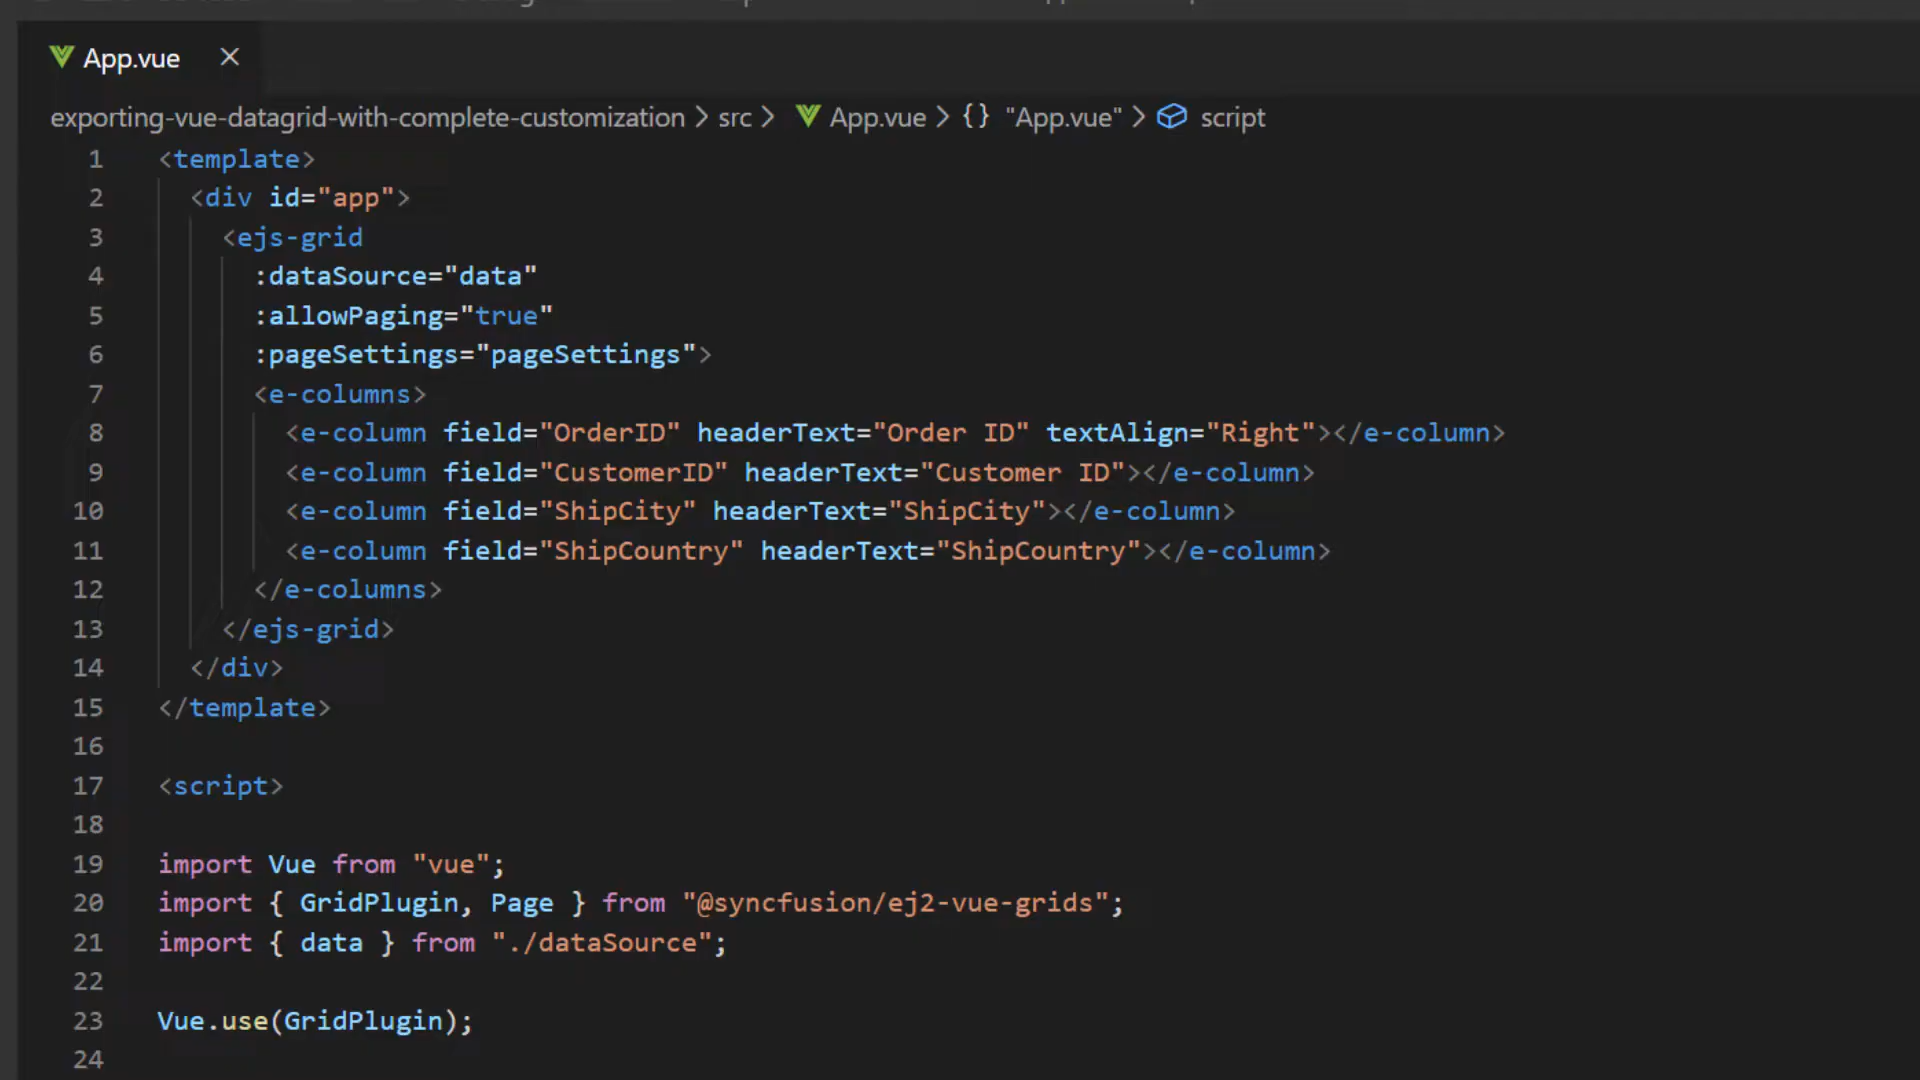 App.vue
exporting-vue-datagrid-with-complete-customization > src > App.vue > {} "App.vue" > script
1 <template>
2 <div id="app">
3 <ejs-grid
4 :dataSource="data"
5 :allowPaging="true"
6 :pageSettings="pageSettings">
7 <e-columns>
8 <e-column field="OrderID" headerText="Order ID" textAlign="Right"></e-column>
9 <e-column field="CustomerID" headerText="Customer ID"></e-column>
10 <e-column field="ShipCity" headerText="ShipCity"></e-column>
11 <e-column field="ShipCountry" headerText="ShipCountry"></e-column>
12 </e-columns>
13 </ejs-grid>
14 </div>
15 </template>
16
17 <script>
18
19 import Vue from "vue";
20 import { GridPlugin, Page } from "@syncfusion/ej2-vue-grids";
21 import { data } from "./dataSource";
22
23 Vue.use(GridPlugin);
24